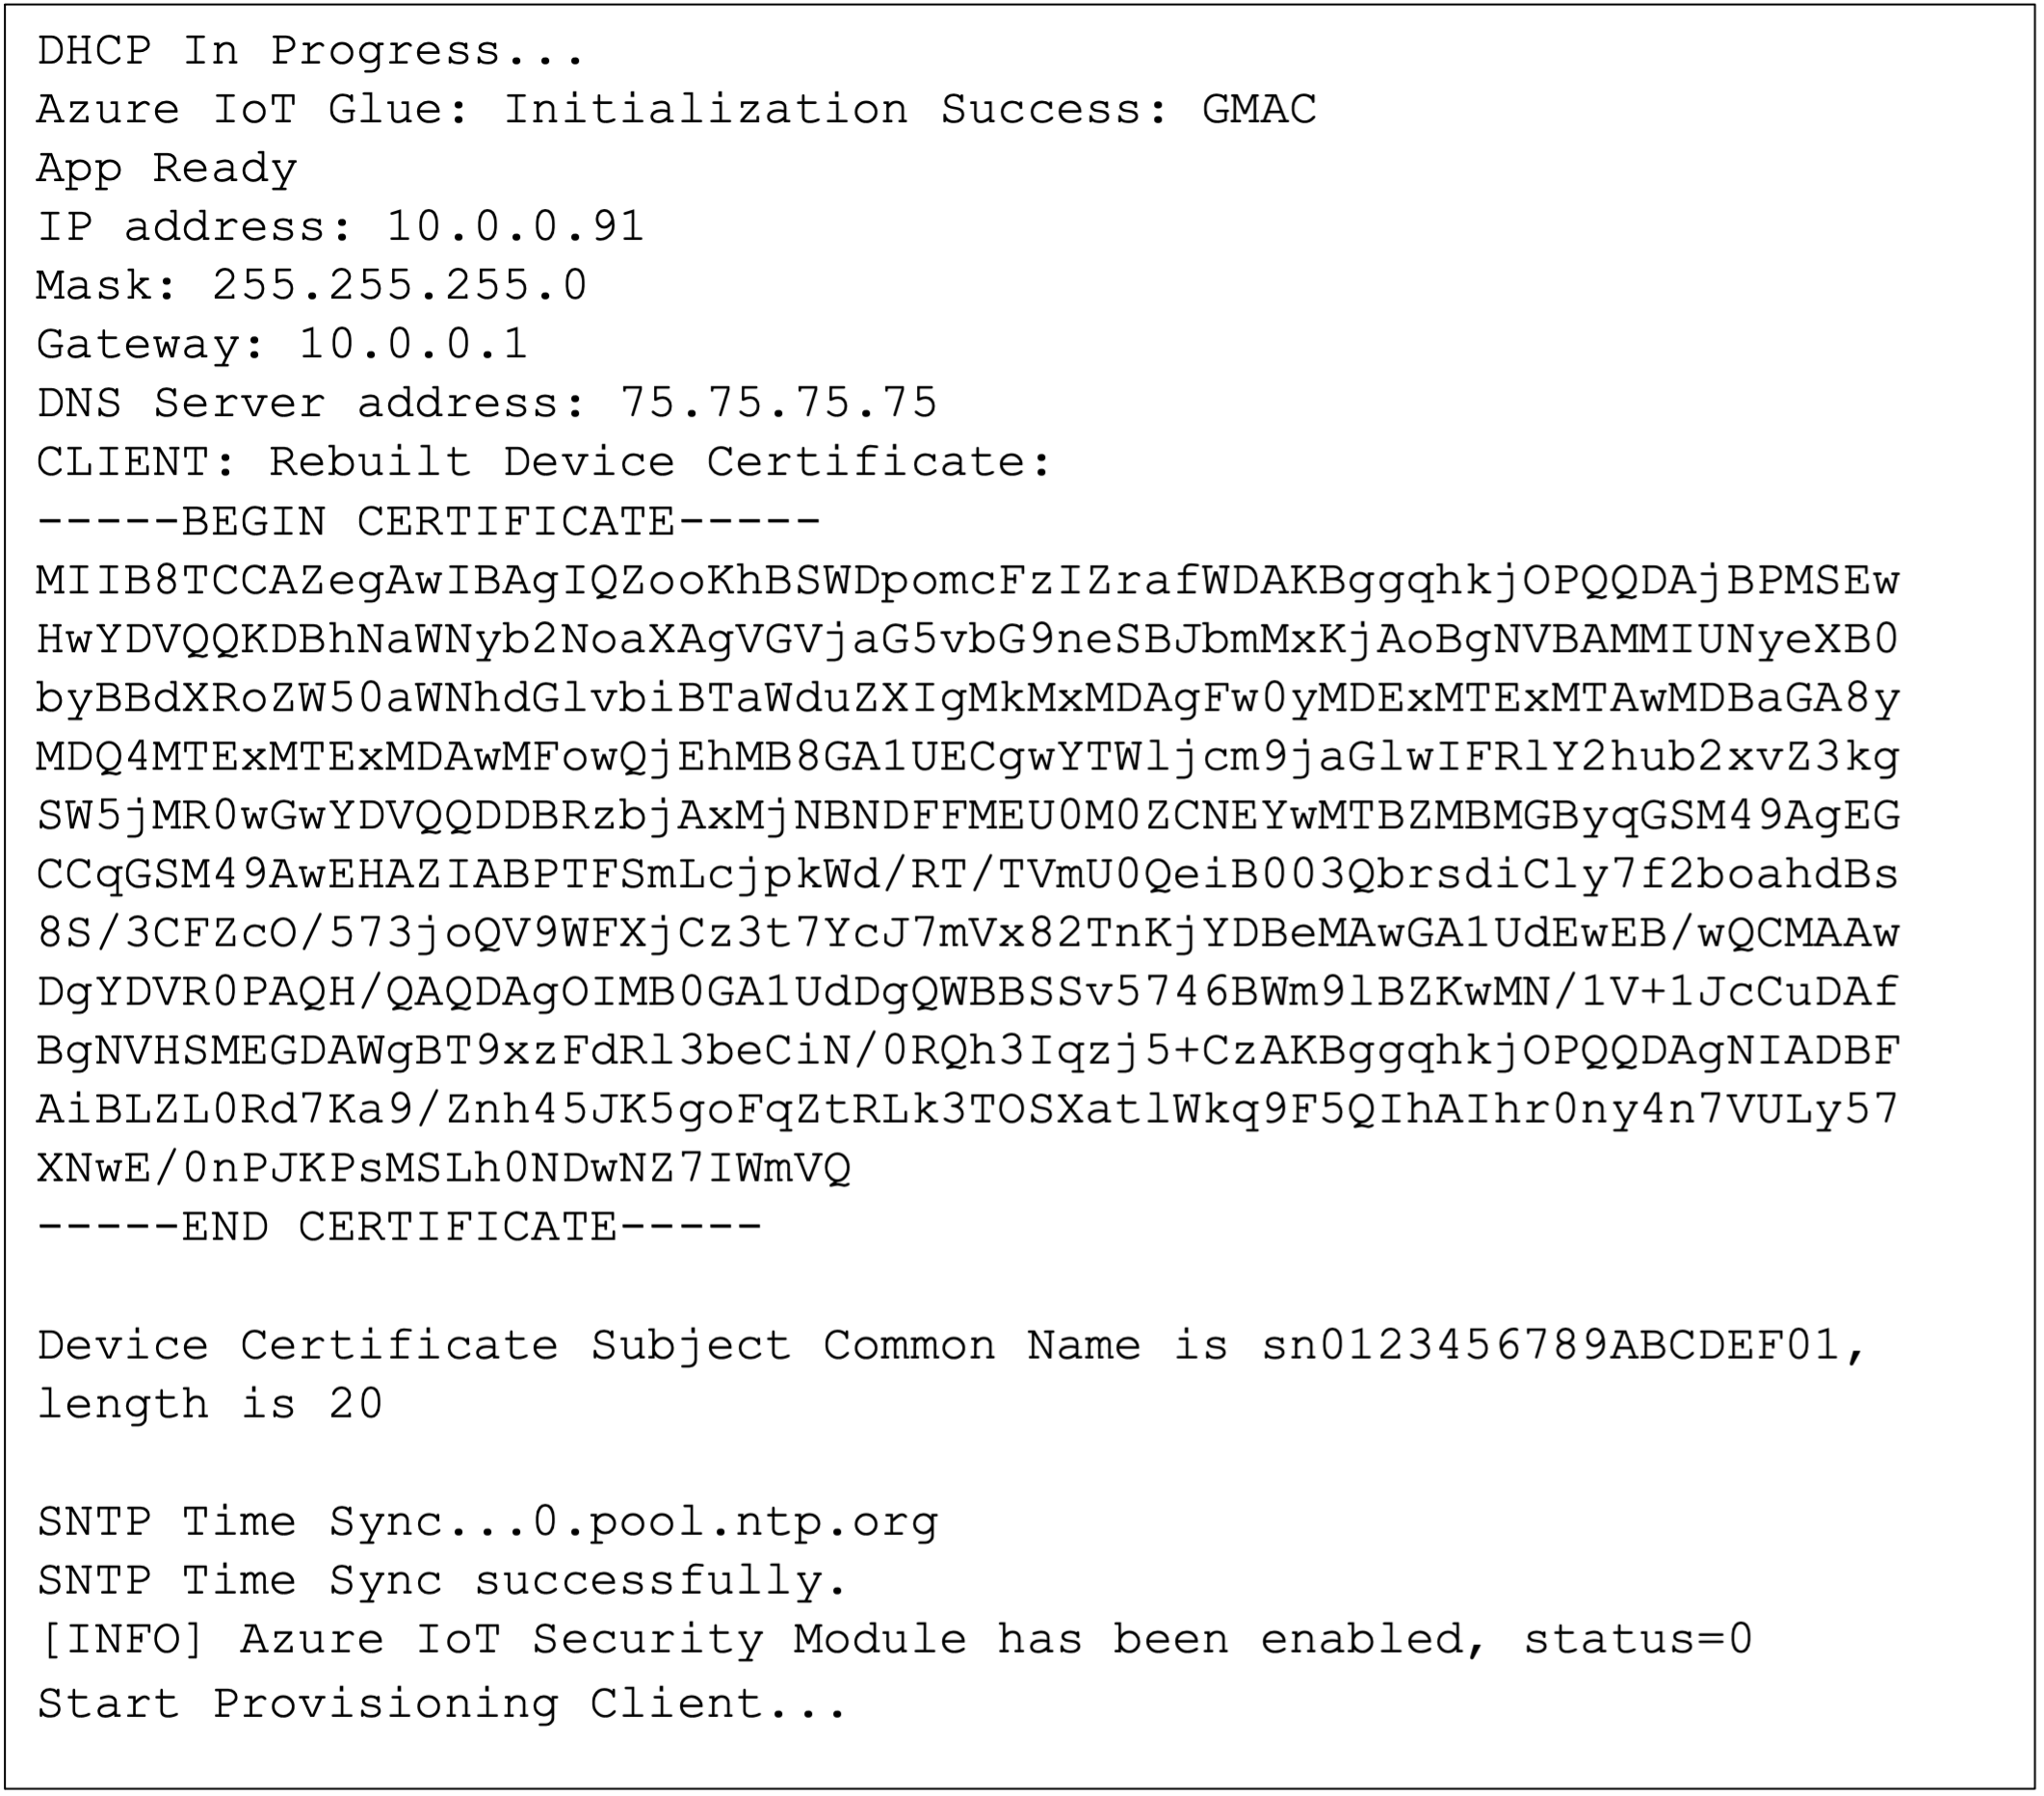 DHCP In Progress...
Azure IoT Glue: Initialization Success: GMAC
App Ready
IP address: 10.0.0.91
Mask: 255.255.255.0
Gateway: 10.0.0.1
DNS Server address: 75.75.75.75
CLIENT: Rebuilt Device Certificate:
-----BEGIN CERTIFICATE-----
MIIB8TCCAZegAwIBAgIQZooKhBSWDpomcFzIZrafWDAKBggqhkjOPQQDAjBPMSEw
HwYDVQQKDBhNaWNyb2NoaXAgVGVjaG5vbG9neSBJbmMxKjAoBgNVBAMMIUNyeXB0
byBBdXRoZW50aWNhdGlvbiBTaWduZXIgMkMxMDAgFw0yMDExMTExMTAwMDBaGA8y
MDQ4MTExMTExMDAwMFowQjEhMB8GA1UECgwYTWljcm9jaGlwIFRlY2hub2xvZ3kg
SW5jMR0wGwYDVQQDDBRzbjAxMjNBNDFFMEU0M0ZCNEYwMTBZMBMGByqGSM49AgEG
CCqGSM49AwEHAZIABPTFSmLcjpkWd/RT/TVmU0QeiB003QbrsdiCly7f2boahdBs
8S/3CFZcO/573joQV9WFXjCz3t7YcJ7mVx82TnKjYDBeMAwGA1UdEwEB/wQCMAAw
DgYDVR0PAQH/QAQDAgOIMB0GA1UdDgQWBBSSv5746BWm9lBZKwMN/1V+1JcCuDAf
BgNVHSMEGDAWgBT9xzFdRl3beCiN/0RQh3Iqzj5+CzAKBggqhkjOPQQDAgNIADBF
AiBLZL0Rd7Ka9/Znh45JK5goFqZtRLk3TOSXatlWkq9F5QIhAIhr0ny4n7VULy57
XNwE/0nPJKPsMSLh0NDwNZ7IWmVQ
-----END CERTIFICATE-----
Device Certificate Subject Common Name is sn0123456789ABCDEF01,
length is 20
SNTP Time Sync...0.pool.ntp.org
SNTP Time Sync successfully.
[INFO] Azure IoT Security Module has been enabled, status=0
Start Provisioning Client...